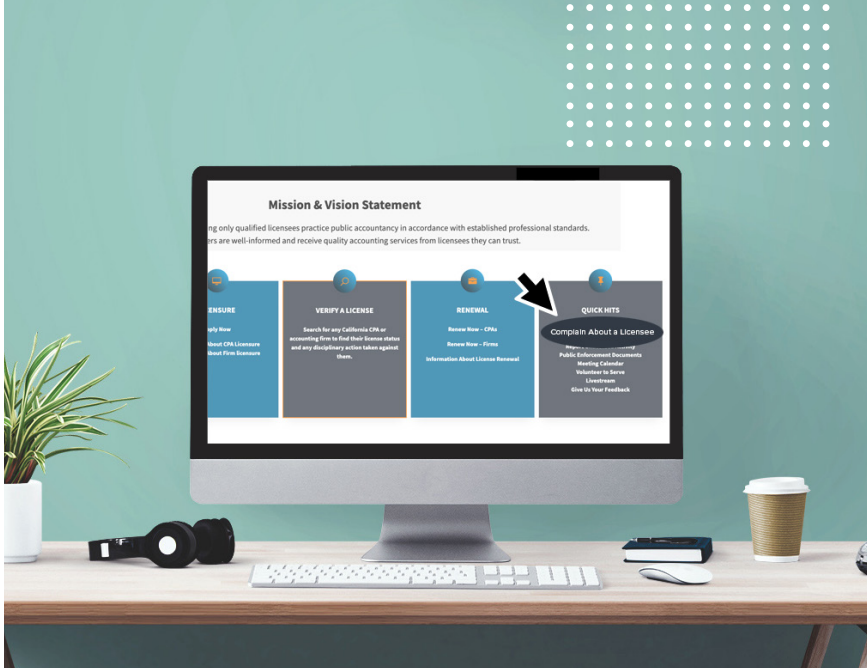 Mission & Vision Statement
ng only qualified licensees practice public accountancy in accordance with established professional standards.
ers are well-informed and receive quality accounting services from licensees they can trust.
ENSURE
pply Now
About CPA Licensure
About Firm licensure
VERIFY A LICENSE
Search for any California CPA or
accounting firm to find their license status
and any disciplinary action taken against
them.
RENEWAL
Renew Now – CPAs
Renew Now – Firms
Information About License Renewal
QUICK HITS
Complain About a Licensee
Public Enforcement Documents
Meeting Calendar
Volunteer to Serve
Livestream
Give Us Your Feedback